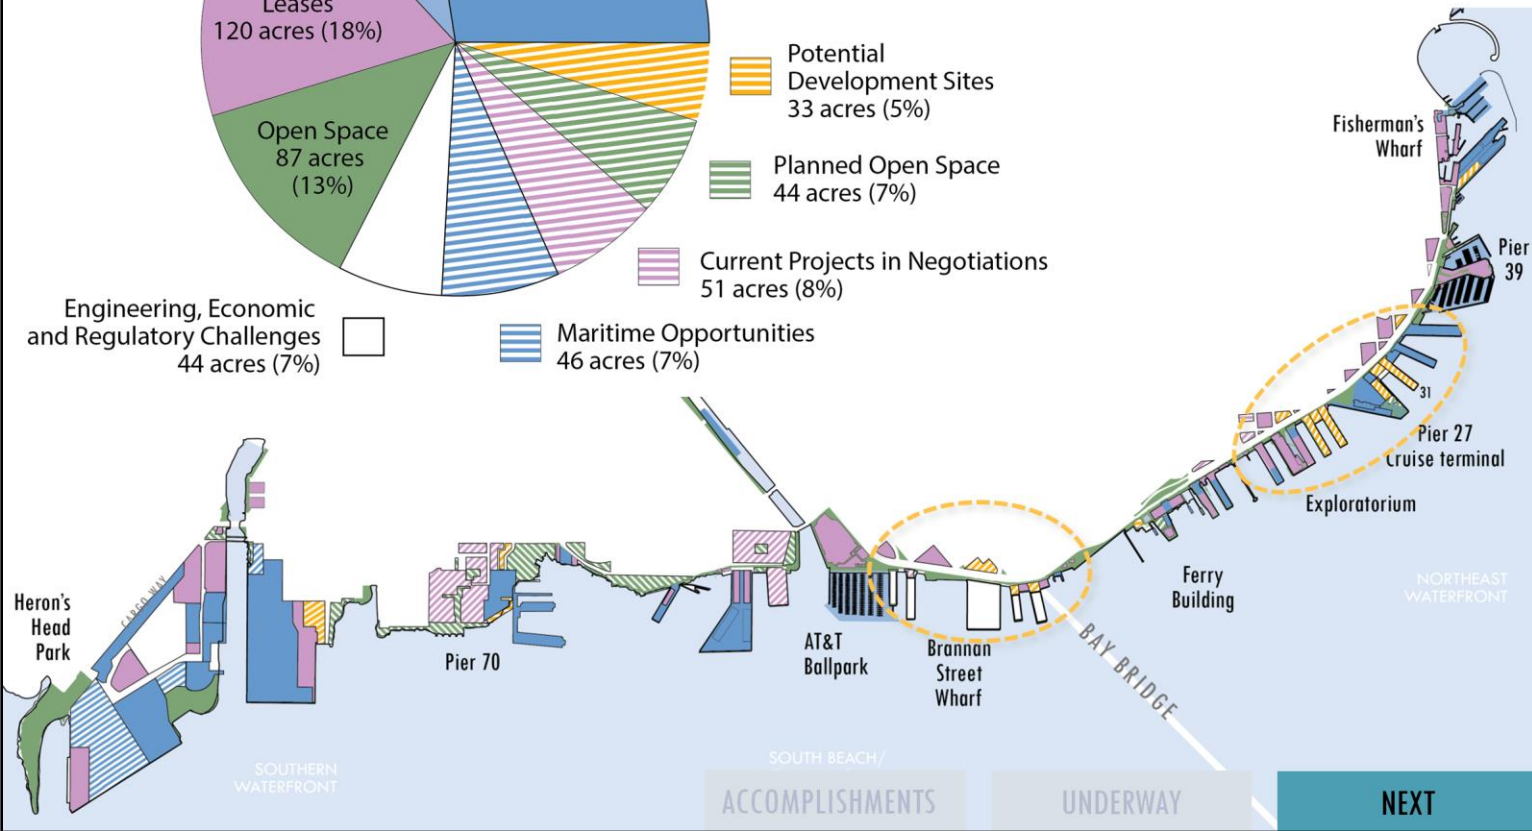 Leases
120 acres (18%)
Open Space
87 acres
(13%)
Potential
Development Sites
33 acres (5%)
Planned Open Space
44 acres (7%)
Current Projects in Negotiations
51 acres (8%)
Maritime Opportunities
46 acres (7%)
Engineering, Economic
and Regulatory Challenges
44 acres (7%)
Fisherman's
Wharf
Pier
39
31
Pier 27
Cruise terminal
Exploratorium
Ferry
Building
NORTHEAST
WATERFRONT
BAY BRIDGE
Brannan
Street
Wharf
AT&T
Ballpark
Pier 70
CARGO WAY
Heron's
Head
Park
SOUTHERN
WATERFRONT
SOUTH BEACH/
ACCOMPLISHMENTS
UNDERWAY
NEXT